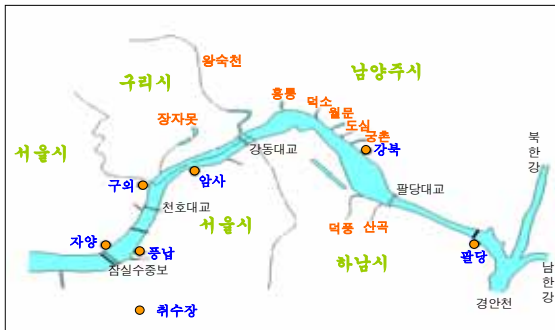 왕숙천
남양주시
구리시
홍릉
덕소
월문
장자못
도심
궁촌
북한강
서울시
강동대교
강북
구의
암사
팔당대교
천호대교
서울시
덕풍
산곡
자양
풍납
팔당
잠실수중보
하남시
남한강
경안천
취수장